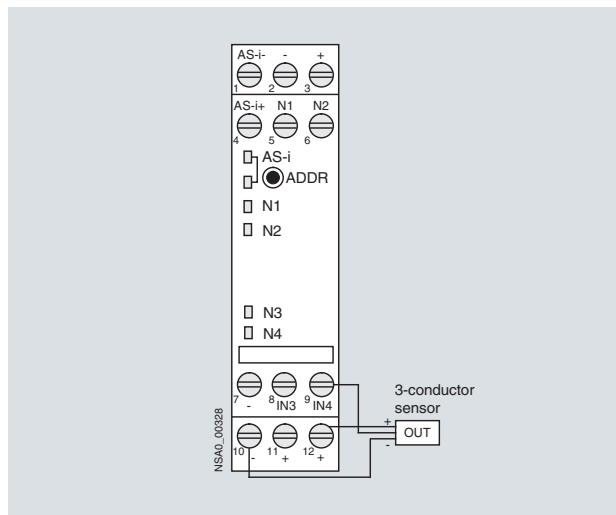 AS-i- - +
1 2 3
AS-i+ N1 N2
4 5 6
AS-i
ADDR
N1
N2
N3
N4
7 8 9
- IN3 IN4
10 11 12
- + +
3-conductor
sensor
+
OUT
-
NSA0_00328